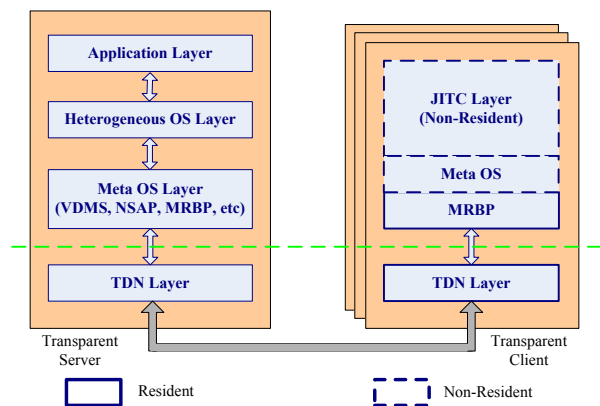 Application Layer
Heterogeneous OS Layer
Meta OS Layer
(VDMS, NSAP, MRBP, etc)
TDN Layer
Transparent
Server
JITC Layer
(Non-Resident)
Meta OS
MRBP
TDN Layer
Transparent
Client
Resident
Non-Resident